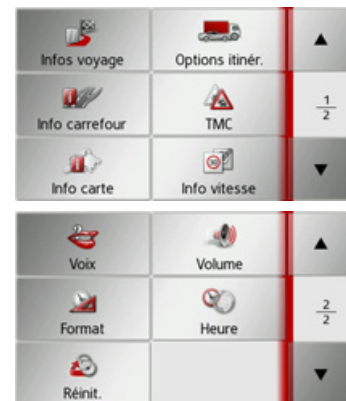 Infos voyage
Options itinér.
Info carrefour
TMC
1
2
Info carte
Info vitesse
Voix
Volume
Format
Heure
2
2
Réinit.